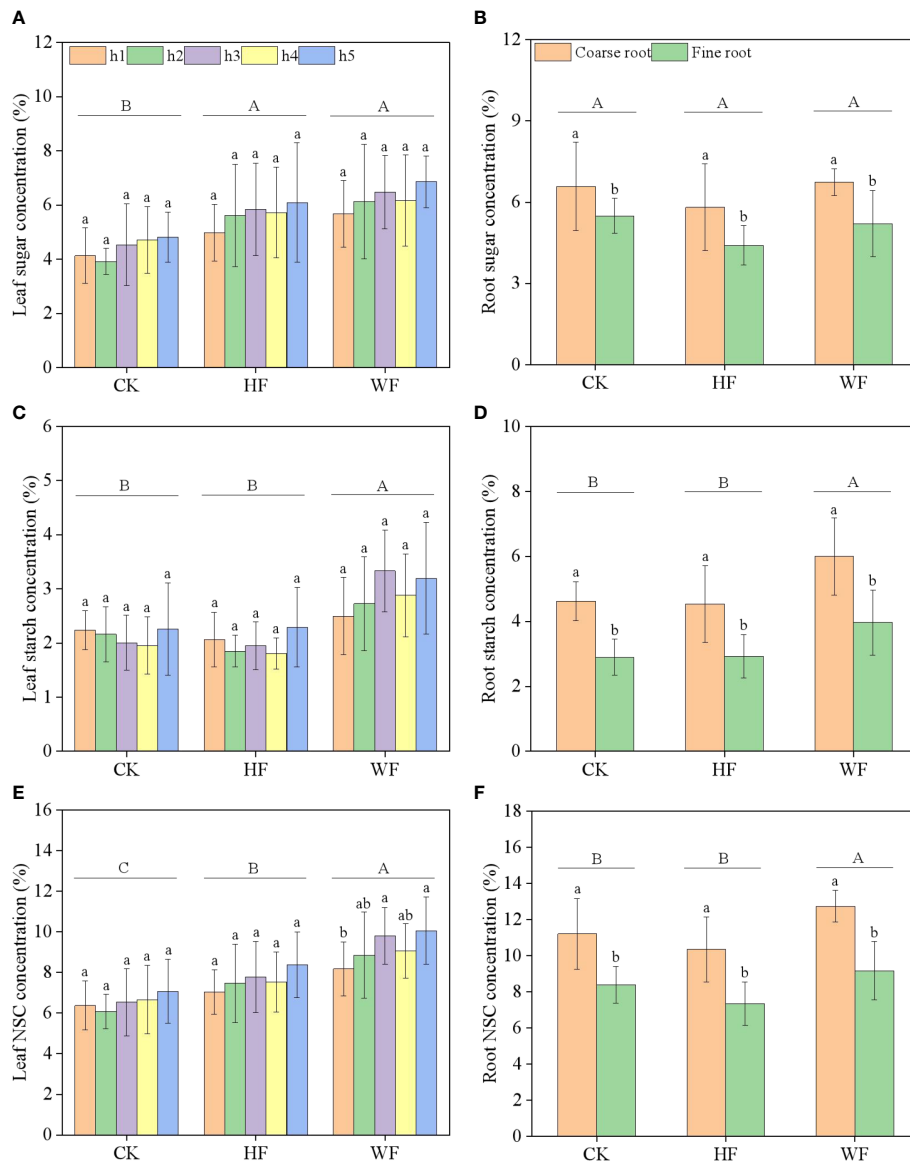 A
h1 h2 h3 h4 h5
Leaf sugar concentration (%)
12
10
8
6
4
2
0
B A A
a a a a a a a a a a a a a a a
CK HF WF
B
Coarse root Fine root
Root sugar concentration (%)
12
9
6
3
0
A A A
a b a b a b
CK HF WF
C
Leaf starch concentration (%)
6
5
4
3
2
1
0
B B A
a a a a a a a a a a a a a a a
CK HF WF
D
Root starch concentration (%)
10
8
6
4
2
0
B B A
a b a b a b
CK HF WF
E
Leaf NSC concentration (%)
16
14
12
10
8
6
4
2
0
C B A
a a a a a a a a a a b ab a ab a
CK HF WF
F
Root NSC concentration (%)
18
16
14
12
10
8
6
4
2
0
B B A
a b a b a b
CK HF WF